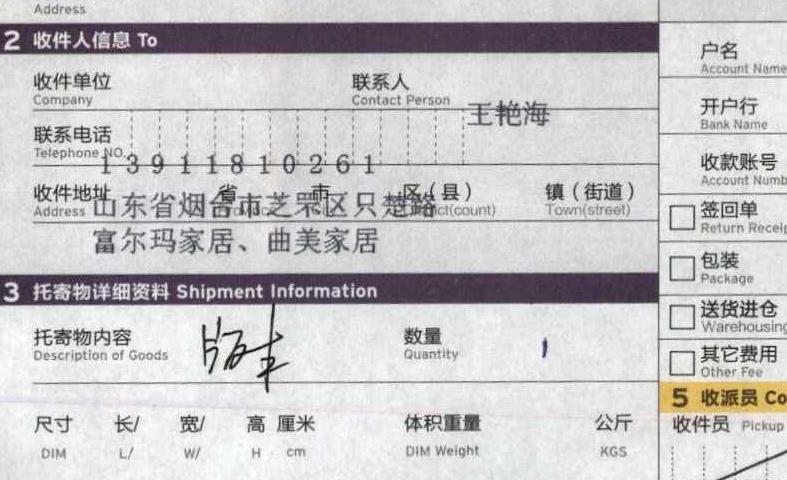 Address
2 收件人信息 To
收件单位 联系人
Company Contact Person
王艳海
联系电话
Telephone NO.
13911810261
收件地址 省 市 区(县) 镇(街道)
Address Town(street)
山东省烟台市芝罘区只楚路
富尔玛家居、曲美家居
3 托寄物详细资料 Shipment Information
托寄物内容 数量
Description of Goods Quantity
版 1
尺寸 长/ 宽/ 高 厘米 体积重量 公斤
DIM L/ W/ H cm DIM Weight KGS
户名
Account Name
开户行
Bank Name
收款账号
Account Numb
签回单
Return Receip
包装
Package
送货进仓
Warehousing
其它费用
Other Fee
5 收派员 Co
收件员 Pickup